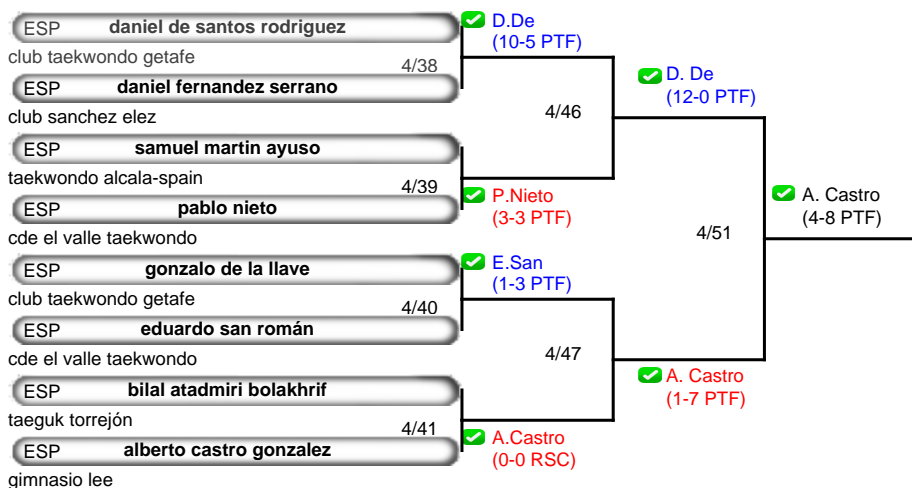 ESP daniel de santos rodriguez
D.De
(10-5 PTF)
club taekwondo getafe
4/38
ESP daniel fernandez serrano
D. De
(12-0 PTF)
club sanchez elez
4/46
ESP samuel martin ayuso
taekwondo alcala-spain
4/39
P.Nieto
(3-3 PTF)
ESP pablo nieto
A. Castro
(4-8 PTF)
cde el valle taekwondo
4/51
ESP gonzalo de la llave
E.San
(1-3 PTF)
club taekwondo getafe
4/40
ESP eduardo san román
cde el valle taekwondo
4/47
ESP bilal atadmiri bolakhrif
A. Castro
(1-7 PTF)
taeguk torrejón
4/41
ESP alberto castro gonzalez
A.Castro
(0-0 RSC)
gimnasio lee